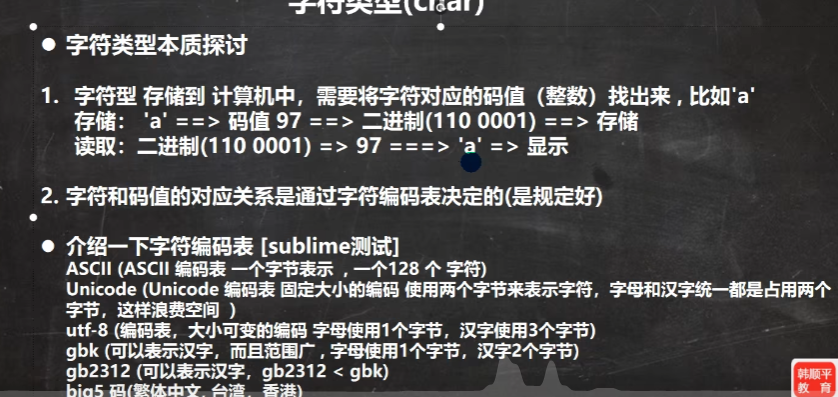 字符类型(char)
● 字符类型本质探讨
1. 字符型 存储到 计算机中，需要将字符对应的码值（整数）找出来 , 比如'a'
存储： 'a' ==> 码值 97 ==> 二进制(110 0001) ==> 存储
读取：二进制(110 0001) => 97 ===> 'a' => 显示
2. 字符和码值的对应关系是通过字符编码表决定的(是规定好)
● 介绍一下字符编码表 [sublime测试]
ASCII (ASCII 编码表 一个字节表示 , 一个128 个 字符)
Unicode (Unicode 编码表 固定大小的编码 使用两个字节来表示字符，字母和汉字统一都是占用两个
字节，这样浪费空间 )
utf-8 (编码表，大小可变的编码 字母使用1个字节，汉字使用3个字节)
gbk (可以表示汉字，而且范围广 , 字母使用1个字节，汉字2个字节)
gb2312 (可以表示汉字，gb2312 < gbk)
big5 码(繁体中文, 台湾，香港)
韩顺平
教 育